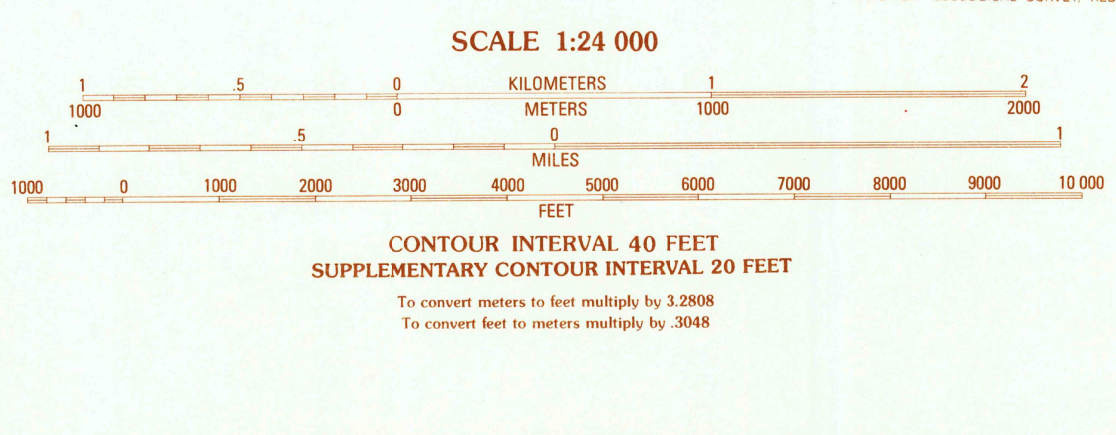 SCALE 1:24 000
1 .5 0 KILOMETERS 1 2
1000 0 METERS 1000 2000
1 .5 0 1
MILES
1000 0 1000 2000 3000 4000 5000 6000 7000 8000 9000 10 000
FEET
CONTOUR INTERVAL 40 FEET
SUPPLEMENTARY CONTOUR INTERVAL 20 FEET
To convert meters to feet multiply by 3.2808
To convert feet to meters multiply by .3048